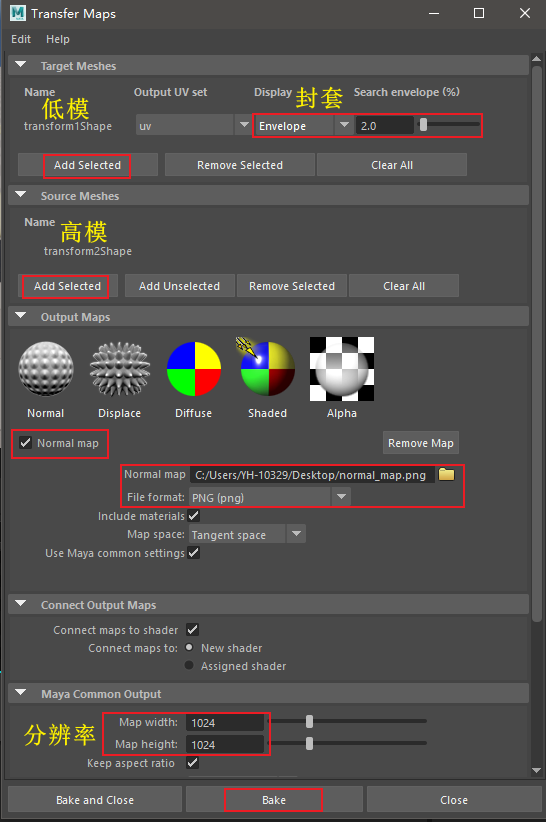 Transfer Maps
Edit Help
Target Meshes
Name Output UV set Display 封套 Search envelope (%)
低模
transform1Shape uv Envelope 2.0
Add Selected Remove Selected Clear All
Source Meshes
Name
高模
transform2Shape
Add Selected Add Unselected Remove Selected Clear All
Output Maps
Normal Displace Diffuse Shaded Alpha
Normal map Remove Map
Normal map C:/Users/YH-10329/Desktop/normal_map.png
File format: PNG (png)
Include materials
Map space: Tangent space
Use Maya common settings
Connect Output Maps
Connect maps to shader
Connect maps to: New shader
Assigned shader
Maya Common Output
分辨率
Map width: 1024
Map height: 1024
Keep aspect ratio
Bake and Close Bake Close